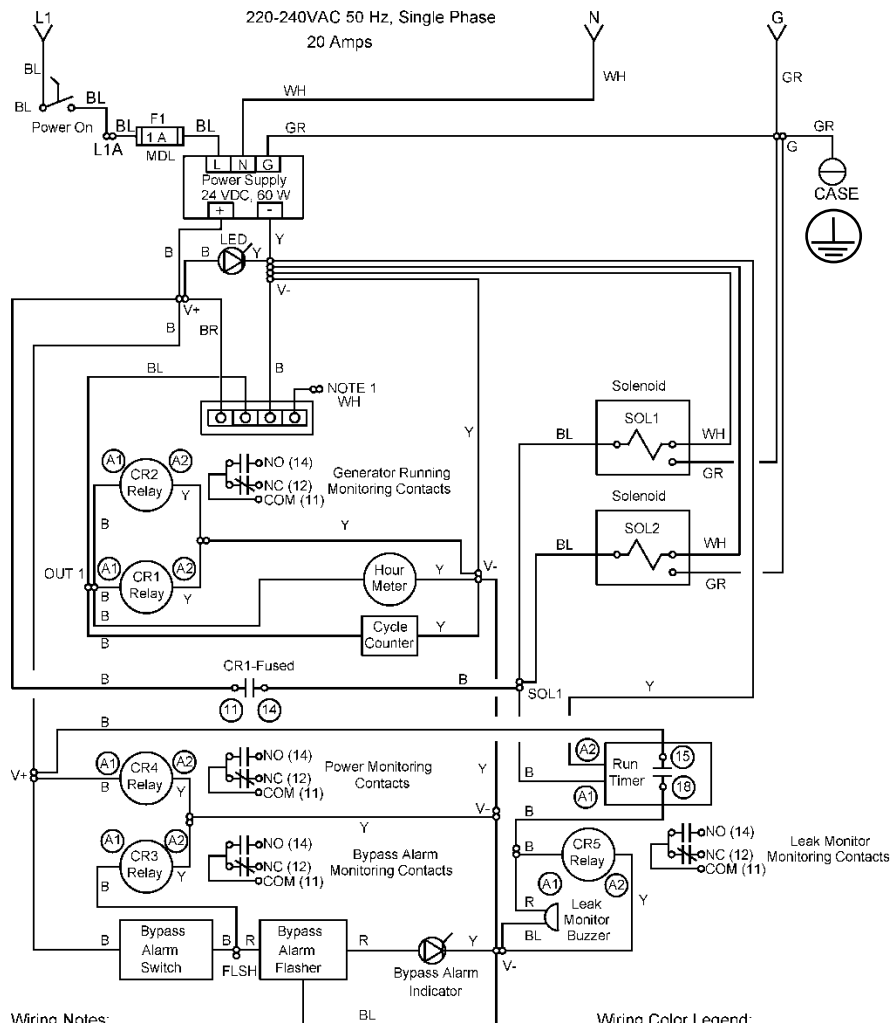 L1
220-240VAC 50 Hz, Single Phase
N
G
20 Amps
BL
WH
GR
BL
BL
WH
Power On
BL
F1
BL
GR
GR
L1A
1 A
MDL
L N G
G
Power Supply
24 VDC, 60 W
+ -
CASE
LED
Y
B
B
Y
V+
V-
B
BR
BL
B
NOTE 1
WH
Solenoid
SOL1
BL
WH
GR
Y
A1
A2
CR2
Relay
Y
NO (14)
NC (12)
COM (11)
Generator Running
Monitoring Contacts
Solenoid
SOL2
BL
WH
GR
B
Y
OUT 1
A1
A2
CR1
Relay
B
Y
Hour
Meter
Y
V-
B
Cycle
Counter
Y
B
CR1-Fused
B
B
11
14
SOL1
Y
B
V+
A1
A2
CR4
Relay
B
Y
NO (14)
NC (12)
COM (11)
Power Monitoring
Contacts
Y
A2
Run
Timer
15
18
B
A1
V-
Y
B
A1
A2
CR3
Relay
Y
B
NO (14)
NC (12)
COM (11)
Bypass Alarm
Monitoring Contacts
B
CR5
Relay
A1
A2
NO (14)
NC (12)
COM (11)
Leak Monitor
Monitoring Contacts
Y
R
Leak
Monitor
Buzzer
BL
B
Bypass
Alarm
Switch
B
R
FLSH
Bypass
Alarm
Flasher
R
Y
V-
Bypass Alarm
Indicator
BL
Wiring Notes:
Wiring Color Legend: